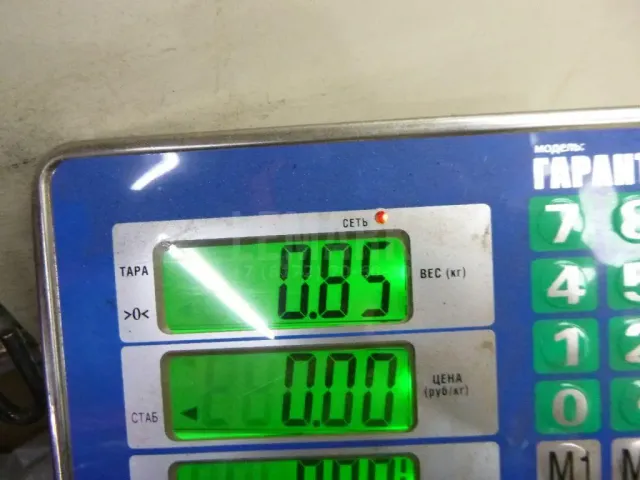 МОДЕЛЬ:
ГАРАНТ
СЕТЬ
ТАРА
0.85
ВЕС (кг)
>0<
7
4
1
0
ЦЕНА
(руб/кг)
0.00
СТАБ
М1